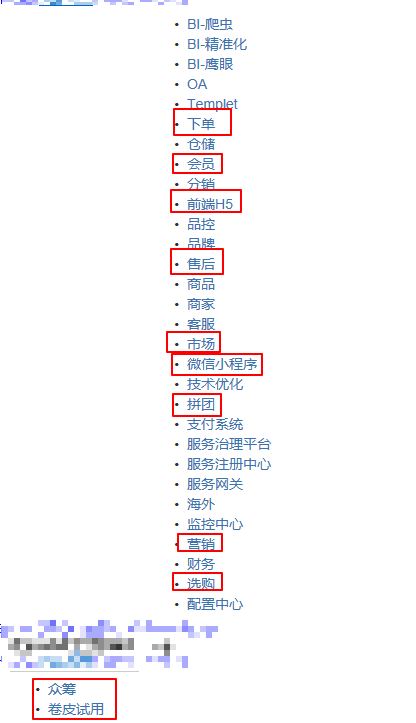 BI-爬虫
BI-精准化
BI-鹰眼
OA
Templet
下单
仓储
会员
分销
前端H5
品控
品牌
售后
商品
商家
客服
市场
微信小程序
技术优化
拼团
支付系统
服务治理平台
服务注册中心
服务网关
海外
监控中心
营销
财务
选购
配置中心
众筹
卷皮试用